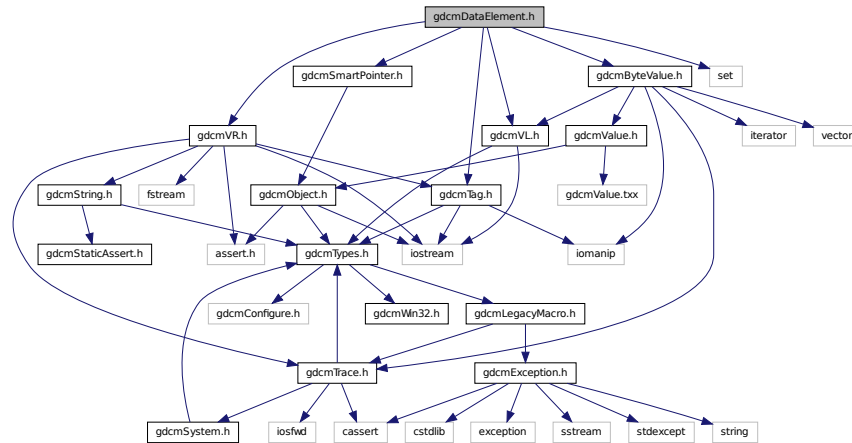 gdcmDataElement.h
gdcmSmartPointer.h
gdcmByteValue.h
set
gdcmVR.h
gdcmVL.h
gdcmValue.h
iterator
vector
gdcmString.h
fstream
gdcmObject.h
gdcmTag.h
gdcmValue.txx
gdcmStaticAssert.h
assert.h
gdcmTypes.h
iostream
iomanip
gdcmConfigure.h
gdcmWin32.h
gdcmLegacyMacro.h
gdcmTrace.h
gdcmException.h
gdcmSystem.h
iosfwd
cassert
cstdlib
exception
sstream
stdexcept
string